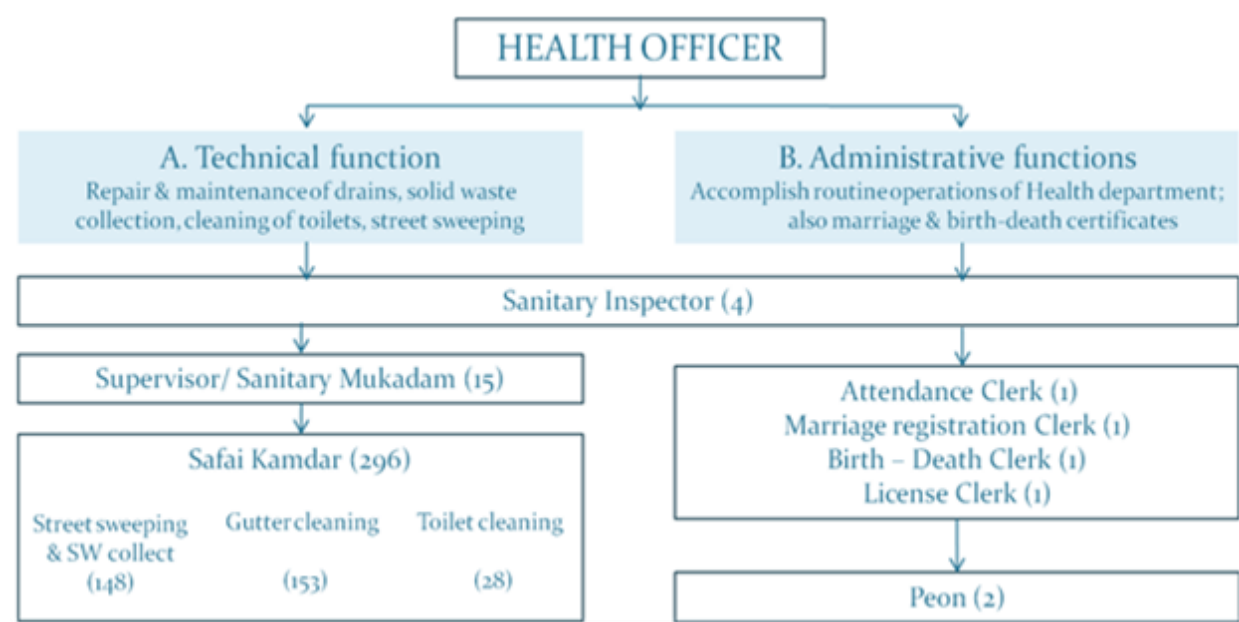 HEALTH OFFICER
A. Technical function
Repair & maintenance of drains, solid waste
collection, cleaning of toilets, street sweeping
B. Administrative functions
Accomplish routine operations of Health department;
also marriage & birth-death certificates
Sanitary Inspector (4)
Supervisor/ Sanitary Mukadam (15)
Safai Kamdar (296)
Street sweeping
& SW collect
(148)
Gutter cleaning
(153)
Toilet cleaning
(28)
Attendance Clerk (1)
Marriage registration Clerk (1)
Birth – Death Clerk (1)
License Clerk (1)
Peon (2)